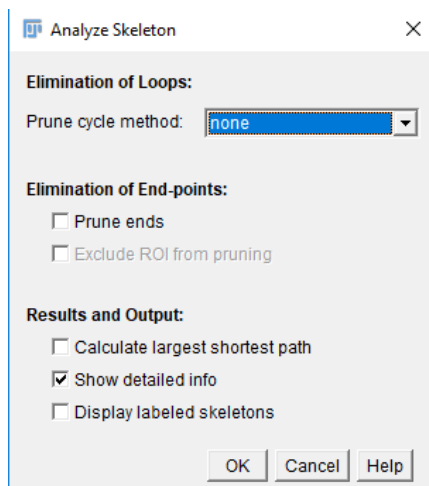 Analyze Skeleton
Elimination of Loops:
Prune cycle method: none
Elimination of End-points:
Prune ends
Exclude ROI from pruning
Results and Output:
Calculate largest shortest path
Show detailed info
Display labeled skeletons
OK Cancel Help